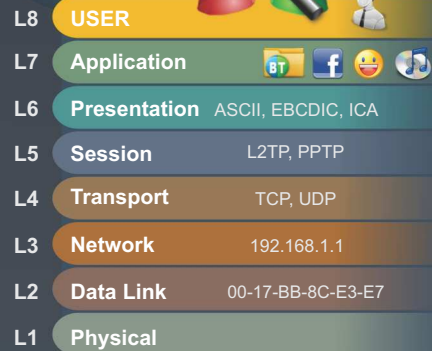 L8 USER
L7 Application BT f
L6 Presentation ASCII, EBCDIC, ICA
L5 Session L2TP, PPTP
L4 Transport TCP, UDP
L3 Network 192.168.1.1
L2 Data Link 00-17-BB-8C-E3-E7
L1 Physical